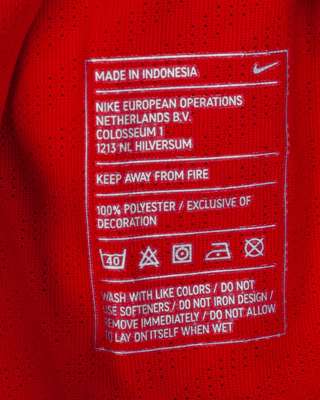 MADE IN INDONESIA
NIKE EUROPEAN OPERATIONS
NETHERLANDS B.V.
COLOSSEUM 1
1213 NL HILVERSUM
KEEP AWAY FROM FIRE
100% POLYESTER / EXCLUSIVE OF
DECORATION
40
WASH WITH LIKE COLORS / DO NOT
USE SOFTENERS / DO NOT IRON DESIGN /
REMOVE IMMEDIATELY / DO NOT ALLOW
TO LAY ON ITSELF WHEN WET